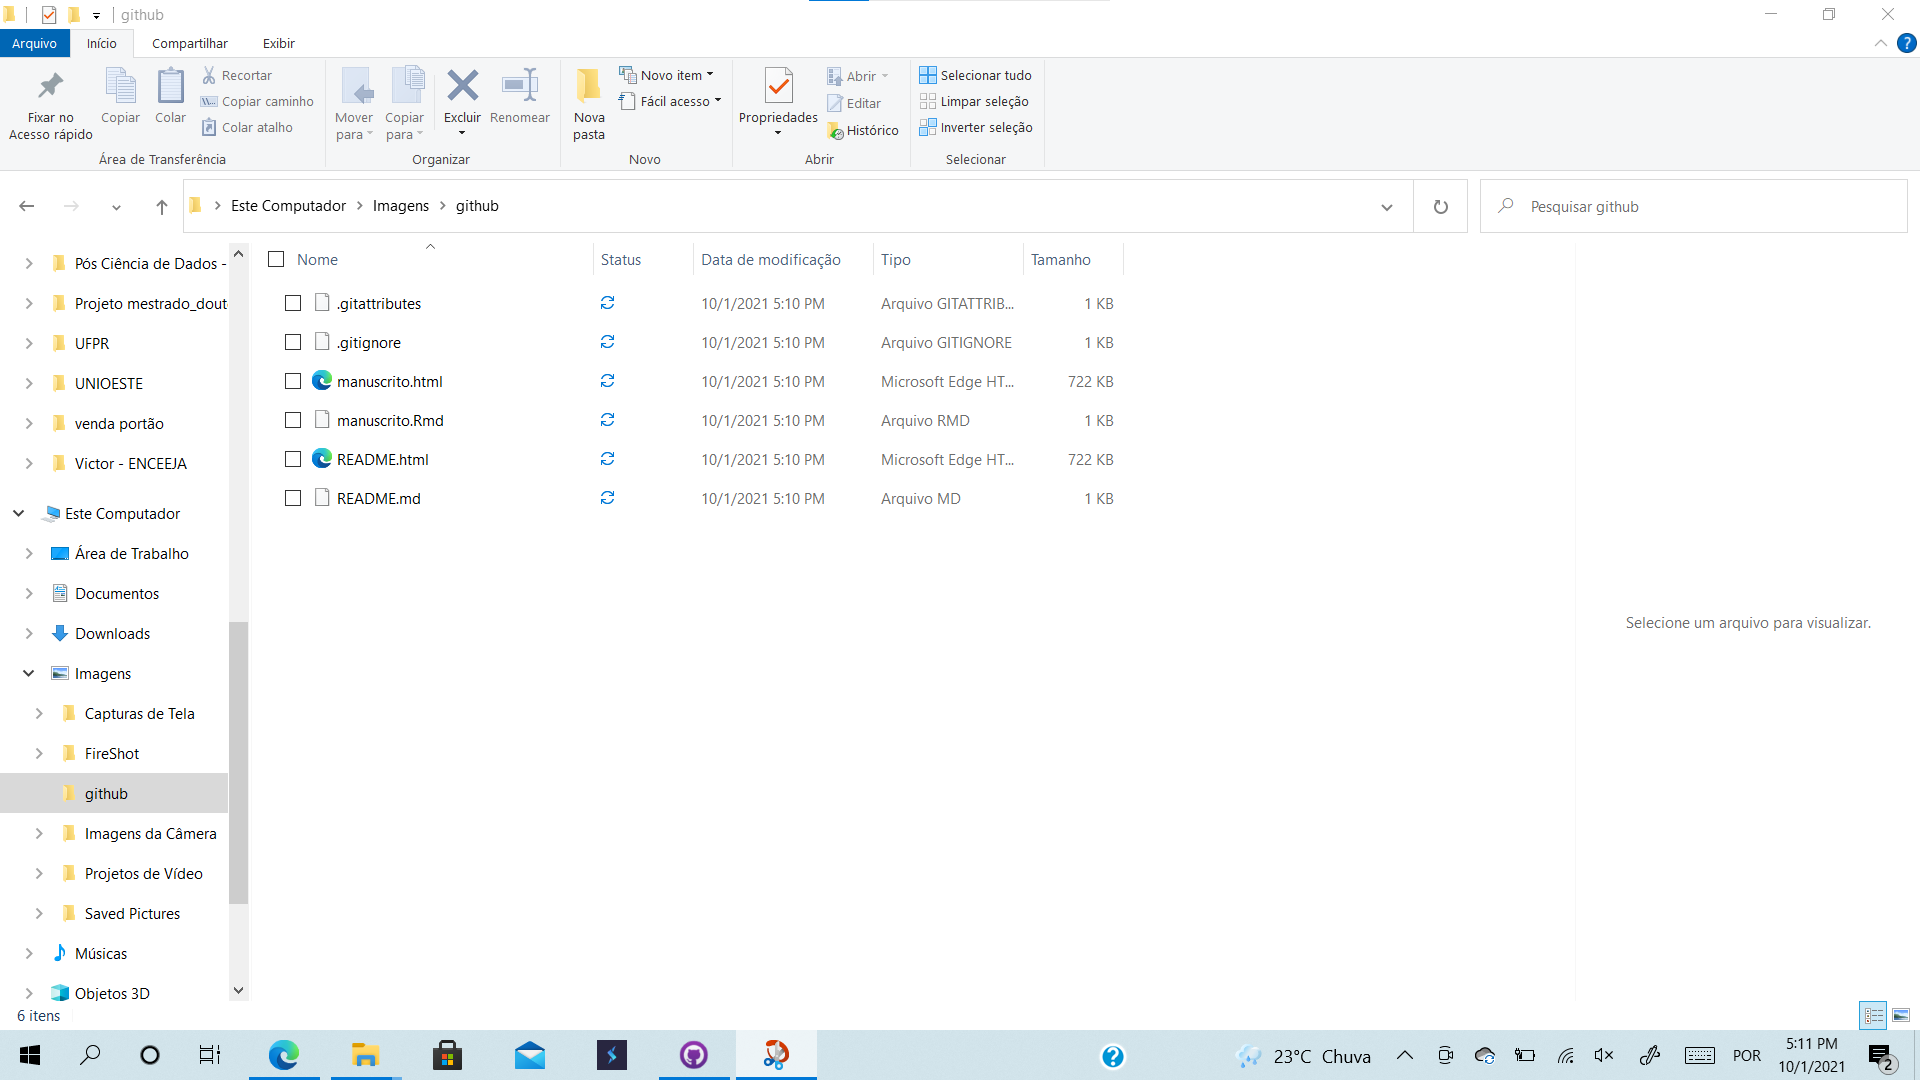 github
Arquivo Início Compartilhar Exibir
Fixar no
Acesso rápido
Copiar
Colar
Recortar
Copiar caminho
Colar atalho
Área de Transferência
Mover
para
Copiar
para
Excluir
Renomear
Organizar
Nova
pasta
Novo item
Fácil acesso
Novo
Propriedades
Abrir
Editar
Histórico
Abrir
Selecionar tudo
Limpar seleção
Inverter seleção
Selecionar
Este Computador > Imagens > github
Pesquisar github
Pós Ciência de Dados -
Projeto mestrado_dout
UFPR
UNIOESTE
venda portão
Victor - ENCEEJA
Este Computador
Área de Trabalho
Documentos
Downloads
Imagens
Capturas de Tela
FireShot
github
Imagens da Câmera
Projetos de Vídeo
Saved Pictures
Músicas
Objetos 3D
Nome Status Data de modificação Tipo Tamanho
.gitattributes 10/1/2021 5:10 PM Arquivo GITATTRIB... 1 KB
.gitignore 10/1/2021 5:10 PM Arquivo GITIGNORE 1 KB
manuscrito.html 10/1/2021 5:10 PM Microsoft Edge HT... 722 KB
manuscrito.Rmd 10/1/2021 5:10 PM Arquivo RMD 1 KB
README.html 10/1/2021 5:10 PM Microsoft Edge HT... 722 KB
README.md 10/1/2021 5:10 PM Arquivo MD 1 KB
Selecione um arquivo para visualizar.
6 itens
23°C Chuva
POR
5:11 PM
10/1/2021
2